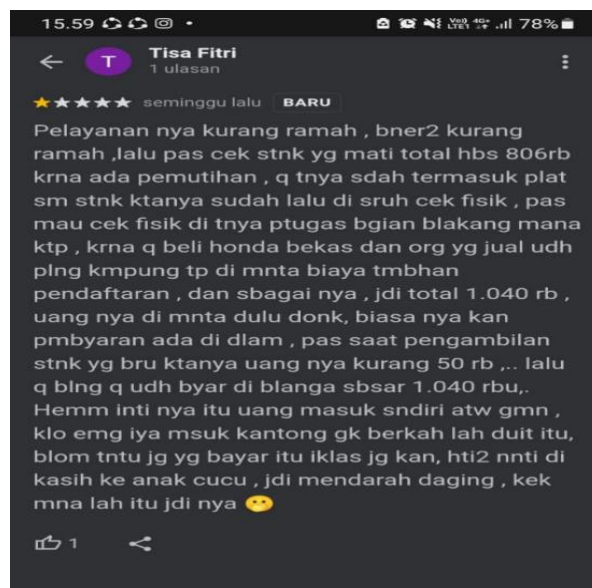 15.59
Vo)) 4G+
LTE1 78%
T
Tisa Fitri
1 ulasan
seminggu lalu BARU
Pelayanan nya kurang ramah , bner2 kurang
ramah ,lalu pas cek stnk yg mati total hbs 806rb
krna ada pemutihan , q tnya sdah termasuk plat
sm stnk ktanya sudah lalu di sruh cek fisik , pas
mau cek fisik di tnya ptugas bgian blakang mana
ktp , krna q beli honda bekas dan org yg jual udh
plng kmpung tp di mnta biaya tmbhan
pendaftaran , dan sbagai nya , jdi total 1.040 rb ,
uang nya di mnta dulu donk, biasa nya kan
pmbyaran ada di dlam , pas saat pengambilan
stnk yg bru ktanya uang nya kurang 50 rb ,.. lalu
q blng q udh byar di blanga sbsar 1.040 rbu,.
Hemm inti nya itu uang masuk sndiri atw gmn ,
klo emg iya msuk kantong gk berkah lah duit itu,
blom tntu jg yg bayar itu iklas jg kan, hti2 nnti di
kasih ke anak cucu , jdi mendarah daging , kek
mna lah itu jdi nya 🤭
1